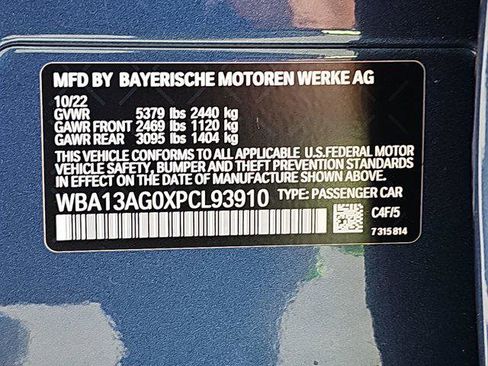 MFD BY BAYERISCHE MOTOREN WERKE AG
10/22
GVWR 5379 lbs 2440 kg
GAWR FRONT 2469 lbs 1120 kg
GAWR REAR 3095 lbs 1404 kg
THIS VEHICLE CONFORMS TO ALL APPLICABLE U.S.FEDERAL MOTOR
VEHICLE SAFETY, BUMPER AND THEFT PREVENTION STANDARDS
IN EFFECT ON THE DATE OF MANUFACTURE SHOWN ABOVE.
WBA13AG0XPCL93910 TYPE: PASSENGER CAR
C4F/5
7 315 814